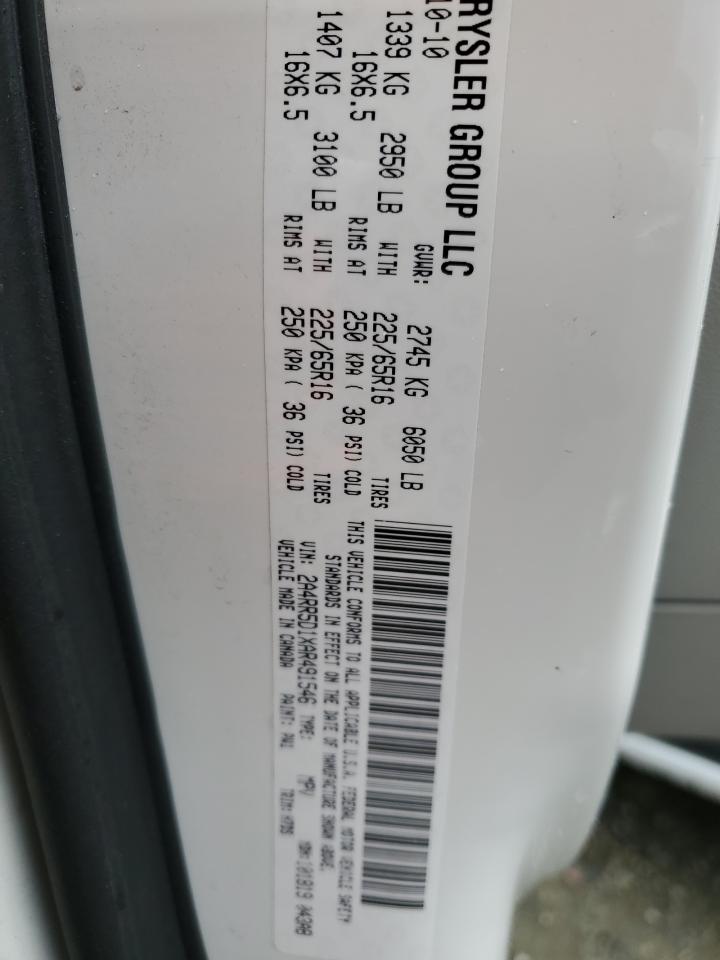 RYSLER GROUP LLC
10-10 GVWR: 2745 KG 6050 LB
1339 KG 2950 LB WITH 225/65R16 TIRES
16X6.5 RIMS AT 250 KPA ( 36 PSI) COLD
1407 KG 3100 LB WITH 225/65R16 TIRES
16X6.5 RIMS AT 250 KPA ( 36 PSI) COLD
THIS VEHICLE CONFORMS TO ALL APPLICABLE U.S.A. FEDERAL MOTOR VEHICLE SAFETY
STANDARDS IN EFFECT ON THE DATE OF MANUFACTURE SHOWN ABOVE.
VIN: 2A4RR5D1XAR491546 TYPE: MPV
VEHICLE MADE IN CANADA PAINT: PW1 TRIM: